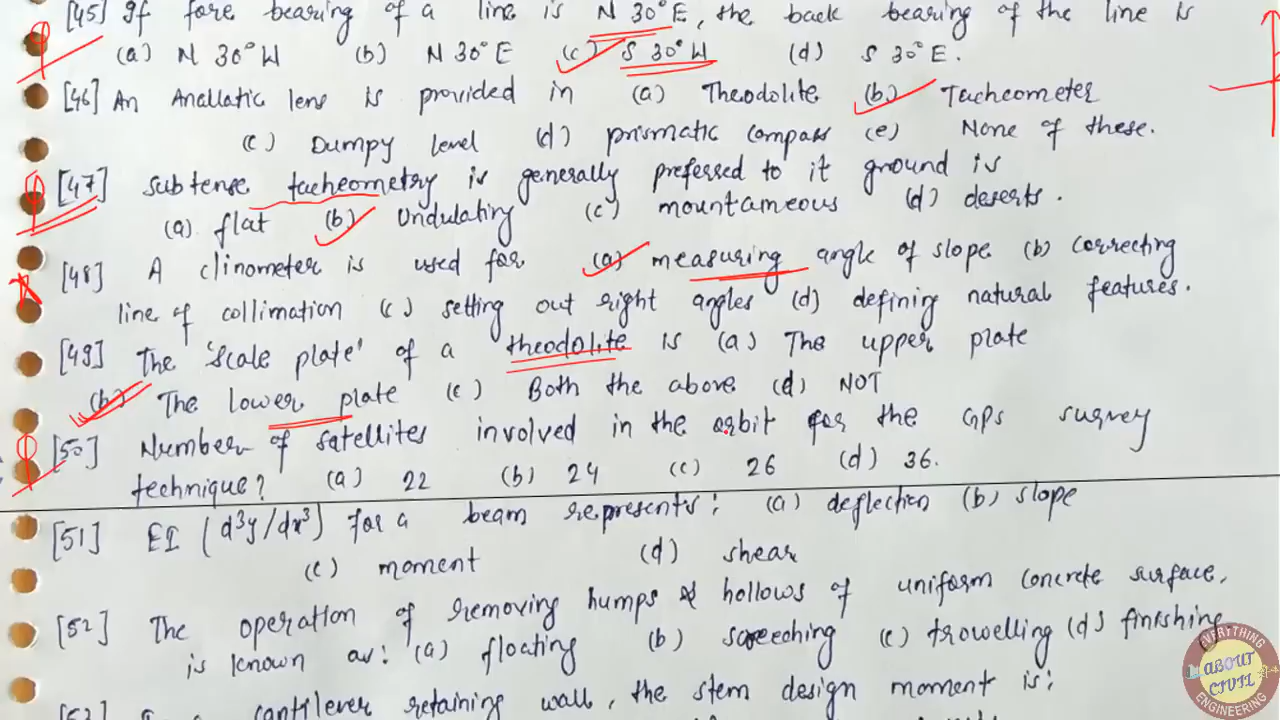 [45] If fore bearing of a line is N 30° E, the back bearing of the line is
(a) N 30° W (b) N 30° E (c) S 30° W (d) S 30° E.
[46] An Anallatic lens is provided in (a) Theodolite (b) Tacheometer
(c) Dumpy level (d) prismatic compass (e) None of these.
[47] Subtense tacheometry is generally preferred to it ground is
(a) flat (b) Undulating (c) mountameous (d) deserts.
[48] A clinometer is used for (a) measuring angle of slope (b) correcting
line of collimation (c) setting out right angles (d) defining natural features.
[49] The 'scale plate' of a theodolite is (a) The upper plate
(b) The lower plate (c) Both the above (d) NOT
[50] Number of satellites involved in the orbit for the GPS survey
technique? (a) 22 (b) 24 (c) 26 (d) 36.
[51] EI (d³y/dx³) for a beam represents: (a) deflection (b) slope
(c) moment (d) shear
[52] The operation of removing humps & hollows of uniform concrete surface,
is known as: (a) floating (b) screeching (c) trowelling (d) finishing
cantilever retaining wall, the stem design moment is:
EVERYTHING
ABOUT
CIVIL
ENGINEERING